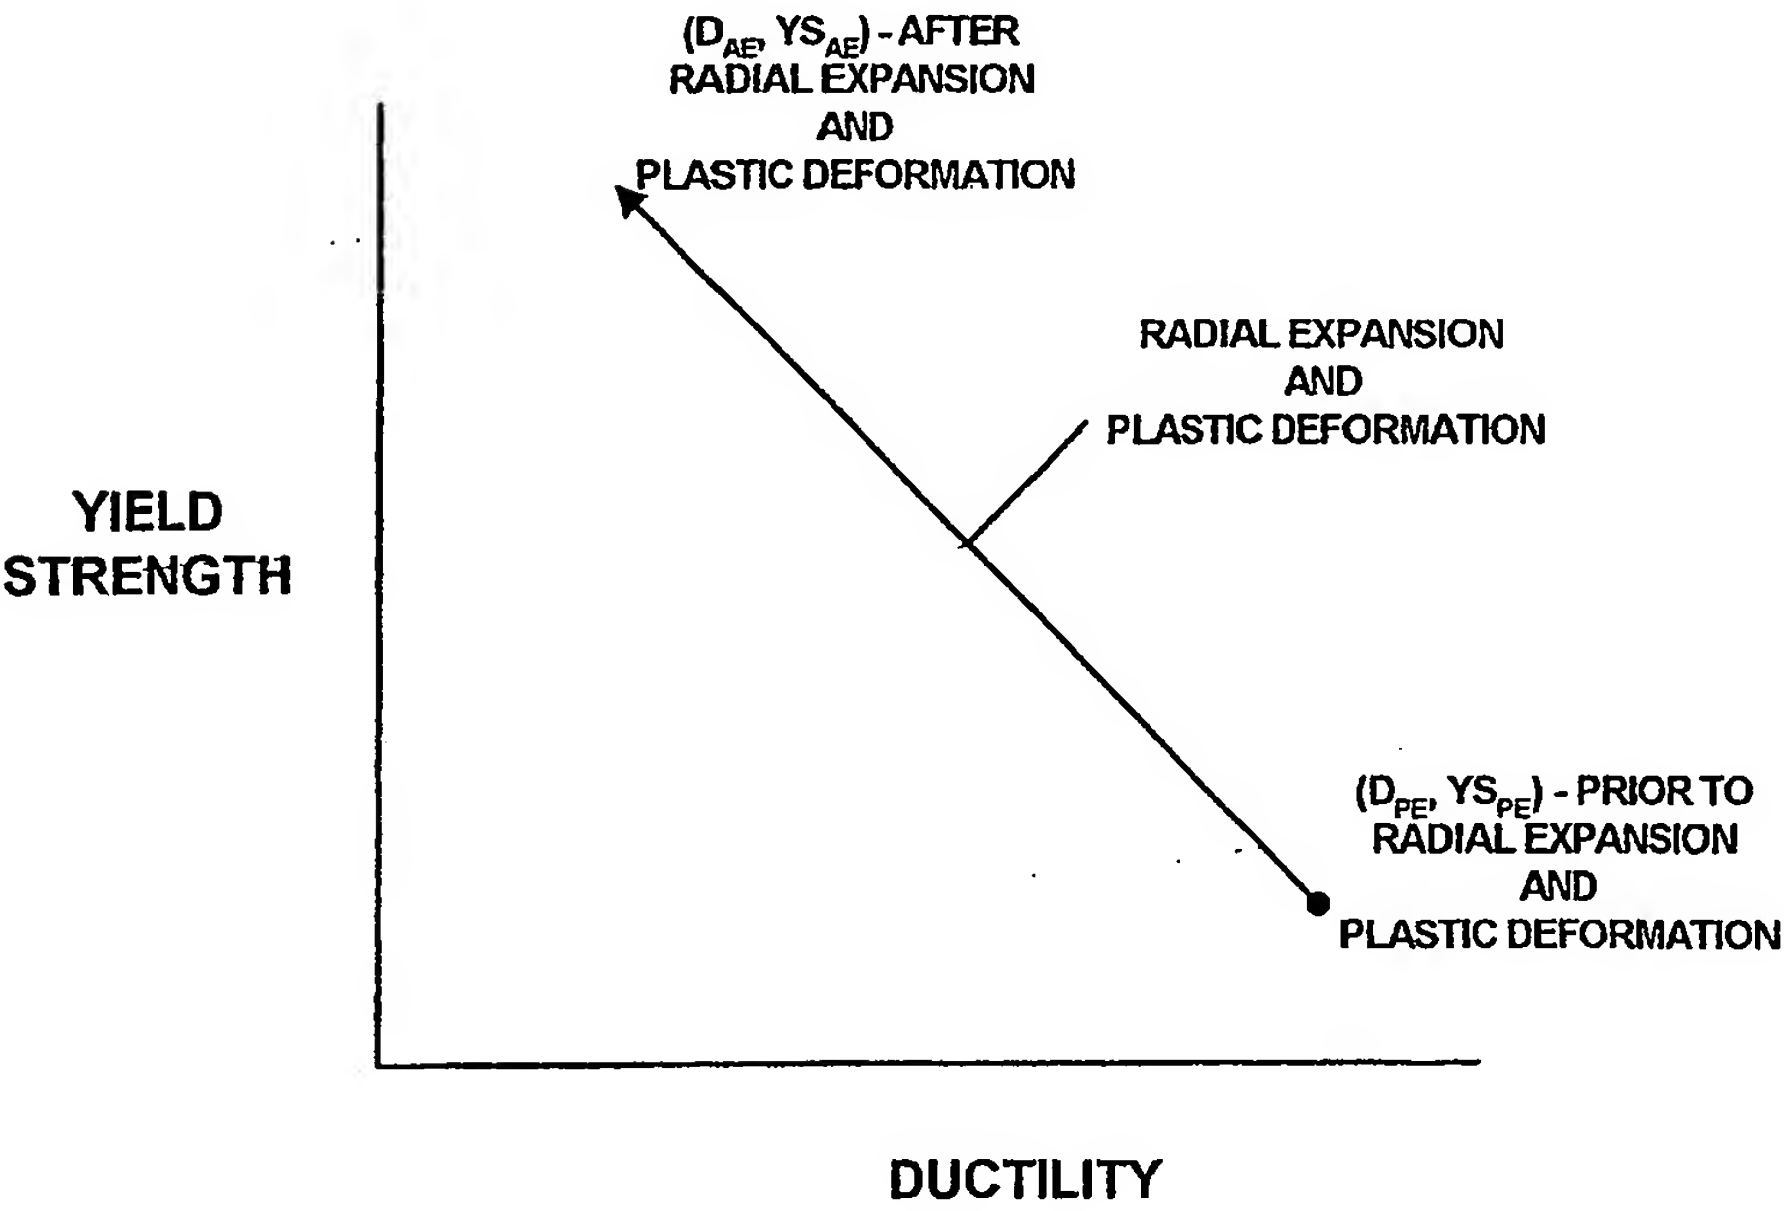 (D_AE, YS_AE) - AFTER
RADIAL EXPANSION
AND
PLASTIC DEFORMATION
RADIAL EXPANSION
AND
PLASTIC DEFORMATION
YIELD
STRENGTH
(D_PE, YS_PE) - PRIOR TO
RADIAL EXPANSION
AND
PLASTIC DEFORMATION
DUCTILITY